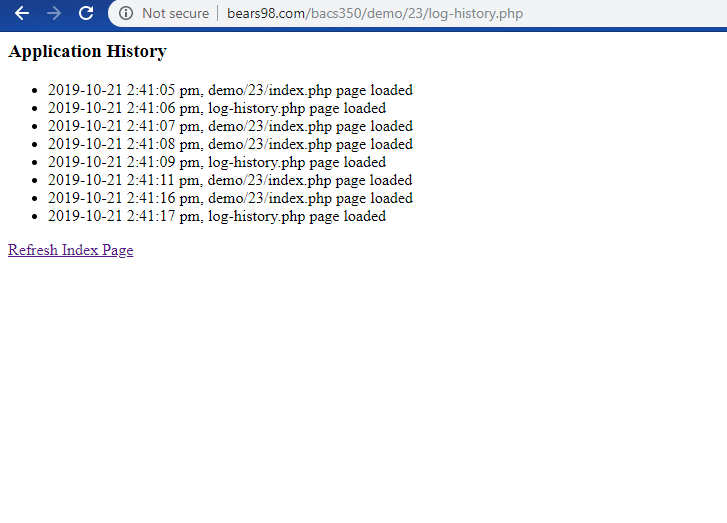 Not secure | bears98.com/bacs350/demo/23/log-history.php
Application History
2019-10-21 2:41:05 pm, demo/23/index.php page loaded
2019-10-21 2:41:06 pm, log-history.php page loaded
2019-10-21 2:41:07 pm, demo/23/index.php page loaded
2019-10-21 2:41:08 pm, demo/23/index.php page loaded
2019-10-21 2:41:09 pm, log-history.php page loaded
2019-10-21 2:41:11 pm, demo/23/index.php page loaded
2019-10-21 2:41:16 pm, demo/23/index.php page loaded
2019-10-21 2:41:17 pm, log-history.php page loaded
Refresh Index Page